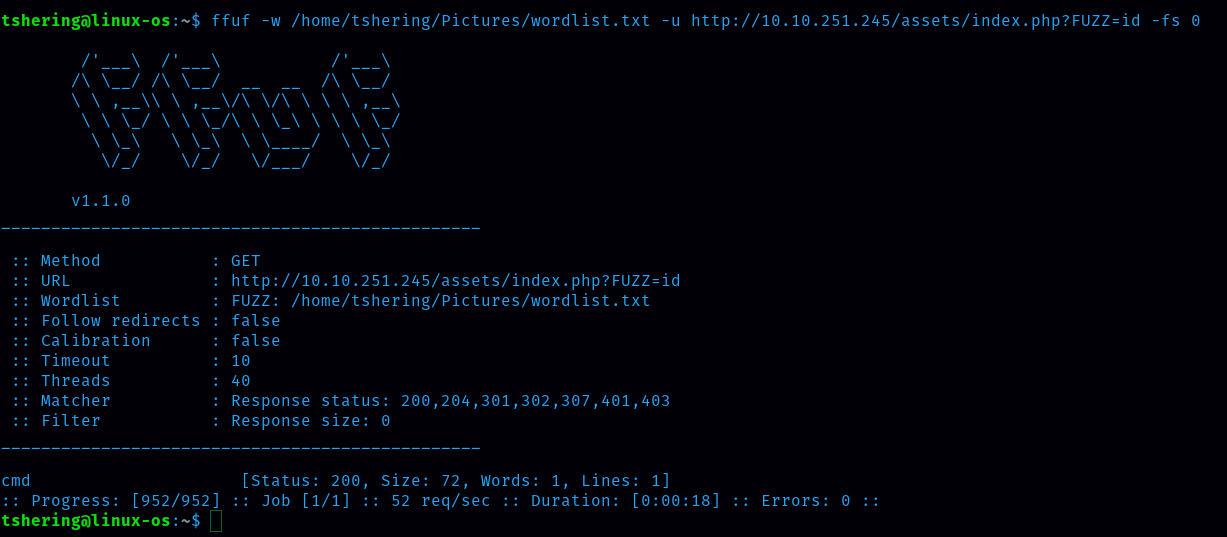 tshering@linux-os:~$ ffuf -w /home/tshering/Pictures/wordlist.txt -u http://10.10.251.245/assets/index.php?FUZZ=id -fs 0
        /'___\  /'___\           /'___\
       /\ \__/ /\ \__/  __  __  /\ \__/
       \ \ ,__\\ \ ,__\/\ \/\ \ \ \ ,__\
        \ \ \_/ \ \ \_/\ \ \_\ \ \ \ \_/
         \ \_\   \ \_\  \ \____/  \ \_\
          \/_/    \/_/   \/___/    \/_/
       v1.1.0
________________________________________________
 :: Method           : GET
 :: URL              : http://10.10.251.245/assets/index.php?FUZZ=id
 :: Wordlist         : FUZZ: /home/tshering/Pictures/wordlist.txt
 :: Follow redirects : false
 :: Calibration      : false
 :: Timeout          : 10
 :: Threads          : 40
 :: Matcher          : Response status: 200,204,301,302,307,401,403
 :: Filter           : Response size: 0
________________________________________________
cmd                     [Status: 200, Size: 72, Words: 1, Lines: 1]
:: Progress: [952/952] :: Job [1/1] :: 52 req/sec :: Duration: [0:00:18] :: Errors: 0 ::
tshering@linux-os:~$